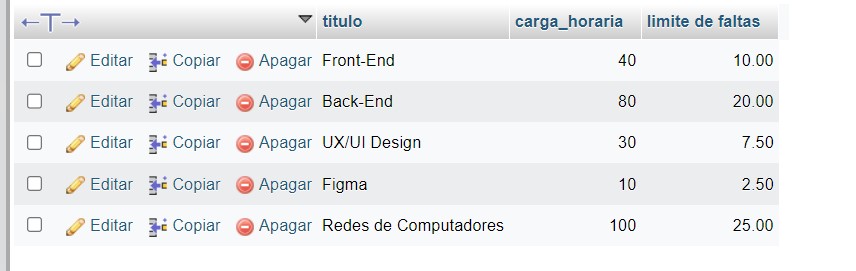 titulo carga_horaria limite de faltas
Editar Copiar Apagar Front-End 40 10.00
Editar Copiar Apagar Back-End 80 20.00
Editar Copiar Apagar UX/UI Design 30 7.50
Editar Copiar Apagar Figma 10 2.50
Editar Copiar Apagar Redes de Computadores 100 25.00